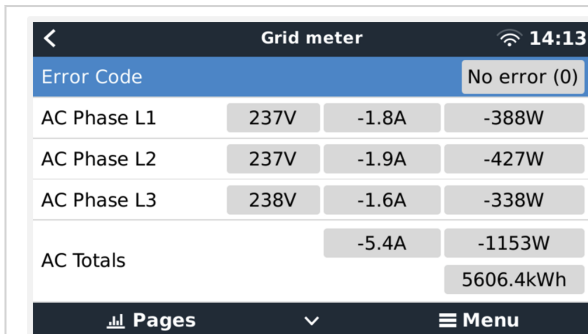 Grid meter 14:13
Error Code No error (0)
AC Phase L1 237V -1.8A -388W
AC Phase L2 237V -1.9A -427W
AC Phase L3 238V -1.6A -338W
AC Totals -5.4A -1153W
5606.4kWh
Pages Menu